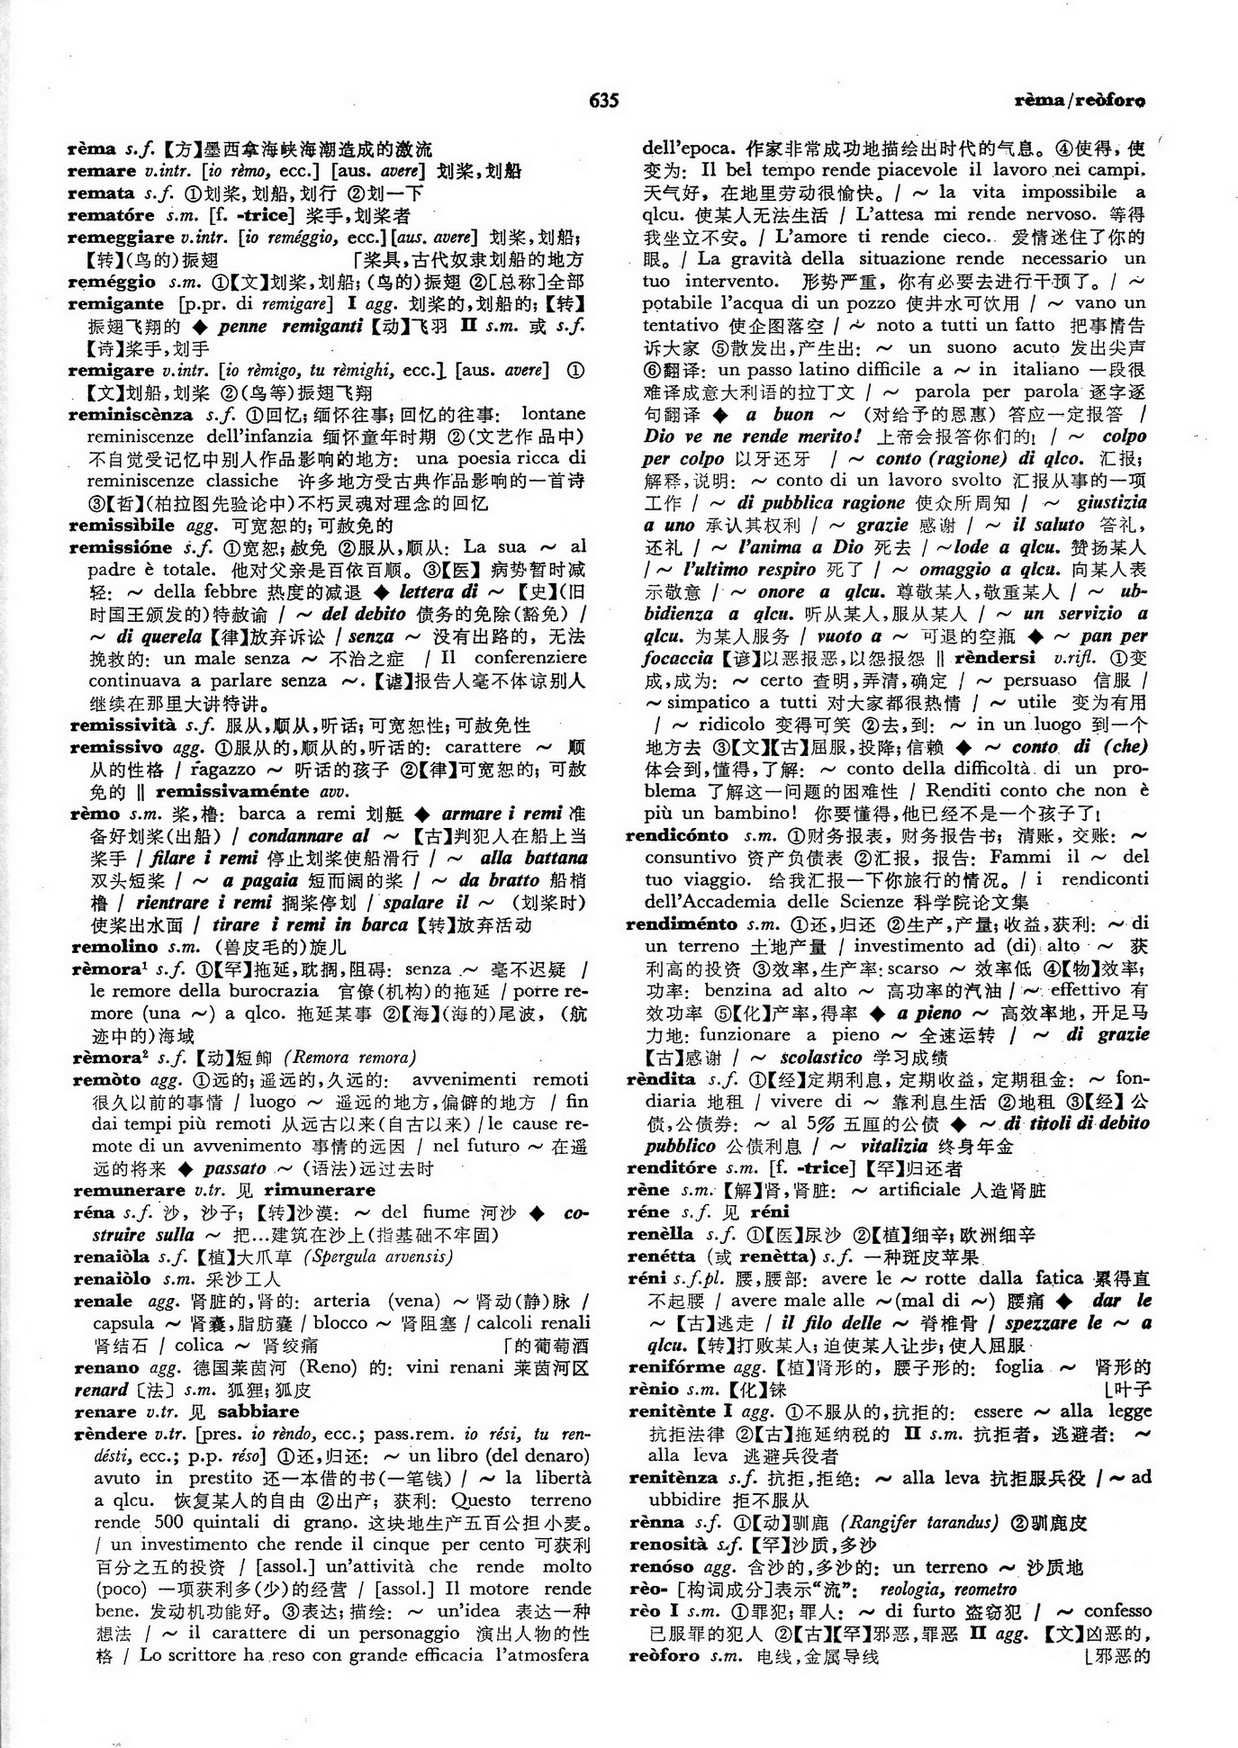 635
rèma/reòforo
rèma s.f.【方】墨西拿海峡海潮造成的激流
remare v.intr. [io rèmo, ecc.] [aus. avere] 划桨,划船
remata s.f. ①划桨,划船,划行 ②划一下
rematóre s.m. [f. -trice] 桨手,划桨者
remeggiare v.intr. [io reméggio, ecc.][aus. avere] 划桨,划船;
【转】(鸟的)振翅 「桨具,古代奴隶划船的地方
reméggio s.m. ①【文】划桨,划船; (鸟的)振翅 ②[总称]全部
remigante [p.pr. di remigare] I agg. 划桨的,划船的;【转】
振翅飞翔的 ◆ penne remiganti【动】飞羽 II s.m. 或 s.f.
【诗】桨手,划手
remigare v.intr. [io rèmigo, tu rèmighi, ecc.] [aus. avere] ①
【文】划船,划桨 ②(鸟等)振翅飞翔
reminiscènza s.f. ①回忆; 缅怀往事; 回忆的往事: lontane
reminiscenze dell'infanzia 缅怀童年时期 ②(文艺作品中)
不自觉受记忆中别人作品影响的地方: una poesia ricca di
reminiscenze classiche 许多地方受古典作品影响的一首诗
③【哲】(柏拉图先验论中)不朽灵魂对理念的回忆
remissìbile agg. 可宽恕的; 可赦免的
remissióne s.f. ①宽恕; 赦免 ②服从,顺从: La sua ～ al
padre è totale. 他对父亲是百依百顺。③【医】病势暂时减
轻: ～ della febbre 热度的减退 ◆ lettera di ～【史】(旧
时国王颁发的)特赦谕 / ～ del debito 债务的免除(豁免) /
～ di querela【律】放弃诉讼 / senza ～ 没有出路的, 无法
挽救的: un male senza ～ 不治之症 / Il conferenziere
continuava a parlare senza ～.【谑】报告人毫不体谅别人
继续在那里大讲特讲。
remissività s.f. 服从,顺从,听话; 可宽恕性; 可赦免性
remissivo agg. ①服从的,顺从的,听话的: carattere ～ 顺
从的性格 / ragazzo ～ 听话的孩子 ②【律】可宽恕的; 可赦
免的 ‖ remissivaménte avv.
rèmo s.m. 桨,橹: barca a remi 划艇 ◆ armare i remi 准
备好划桨(出船) / condannare al ～【古】判犯人在船上当
桨手 / filare i remi 停止划桨使船滑行 / ～ alla battana
双头短桨 / ～ a pagaia 短而阔的桨 / ～ da bratto 船梢
橹 / rientrare i remi 搁桨停划 / spalare il ～ (划桨时)
使桨出水面 / tirare i remi in barca【转】放弃活动
remolino s.m. (兽皮毛的)旋儿
rèmora¹ s.f. ①【罕】拖延,耽搁,阻碍: senza ～ 毫不迟疑 /
le remore della burocrazia 官僚(机构)的拖延 / porre re-
more (una ～) a qlco. 拖延某事 ②【海】(海的)尾波, (航
迹中的)海域
rèmora² s.f.【动】短䲟 (Remora remora)
remòto agg. ①远的; 遥远的,久远的: avvenimenti remoti
很久以前的事情 / luogo ～ 遥远的地方,偏僻的地方 / fin
dai tempi più remoti 从远古以来(自古以来) / le cause re-
mote di un avvenimento 事情的远因 / nel futuro ～ 在遥
远的将来 ◆ passato ～ (语法)远过去时
remunerare v.tr. 见 rimunerare
réna s.f. 沙, 沙子;【转】沙漠: ～ del fiume 河沙 ◆ co-
struire sulla ～ 把...建筑在沙上(指基础不牢固)
renaiòla s.f.【植】大爪草 (Spergula arvensis)
renaiòlo s.m. 采沙工人
renale agg. 肾脏的,肾的: arteria (vena) ～ 肾动(静)脉 /
capsula ～ 肾囊,脂肪囊 / blocco ～ 肾阻塞 / calcoli renali
肾结石 / colica ～ 肾绞痛 「的葡萄酒
renano agg. 德国莱茵河 (Reno) 的: vini renani 莱茵河区
renard〔法〕s.m. 狐狸; 狐皮
renare v.tr. 见 sabbiare
rèndere v.tr. [pres. io rèndo, ecc.; pass.rem. io rési, tu ren-
désti, ecc.; p.p. réso] ①还,归还: ～ un libro (del denaro)
avuto in prestito 还一本借的书(一笔钱) / ～ la libertà
a qlcu. 恢复某人的自由 ②出产; 获利: Questo terreno
rende 500 quintali di grano. 这块地生产五百公担小麦。
/ un investimento che rende il cinque per cento 可获利
百分之五的投资 / [assol.] un'attività che rende molto
(poco) 一项获利多(少)的经营 / [assol.] Il motore rende
bene. 发动机功能好。③表达; 描绘: ～ un'idea 表达一种
想法 / ～ il carattere di un personaggio 演出人物的性
格 / Lo scrittore ha reso con grande efficacia l'atmosfera
dell'epoca. 作家非常成功地描绘出时代的气息。④使得, 使
变为: Il bel tempo rende piacevole il lavoro nei campi.
天气好, 在地里劳动很愉快。/ ～ la vita impossibile a
qlcu. 使某人无法生活 / L'attesa mi rende nervoso. 等得
我坐立不安。/ L'amore ti rende cieco. 爱情迷住了你的
眼。/ La gravità della situazione rende necessario un
tuo intervento. 形势严重, 你有必要去进行干预了。/ ～
potabile l'acqua di un pozzo 使井水可饮用 / ～ vano un
tentativo 使企图落空 / ～ noto a tutti un fatto 把事情告
诉大家 ⑤散发出,产生出: ～ un suono acuto 发出尖声
⑥翻译: un passo latino difficile a ～ in italiano 一段很
难译成意大利语的拉丁文 / ～ parola per parola 逐字逐
句翻译 ◆ a buon ～ (对给予的恩惠) 答应一定报答 /
Dio ve ne rende merito! 上帝会报答你们的! / ～ colpo
per colpo 以牙还牙 / ～ conto (ragione) di qlco. 汇报;
解释,说明: ～ conto di un lavoro svolto 汇报从事的一项
工作 / ～ di pubblica ragione 使众所周知 / ～ giustizia
a uno 承认其权利 / ～ grazie 感谢 / ～ il saluto 答礼,
还礼 / ～ l'anima a Dio 死去 / ～ lode a qlcu. 赞扬某人
/ ～ l'ultimo respiro 死了 / ～ omaggio a qlcu. 向某人表
示敬意 / ～ onore a qlcu. 尊敬某人,敬重某人 / ～ ub-
bidienza a qlcu. 听从某人,服从某人 / ～ un servizio a
qlcu. 为某人服务 / vuoto a ～ 可退的空瓶 ◆ ～ pan per
focaccia【谚】以恶报恶,以怨报怨 ‖ rèndersi v.rifl. ①变
成,成为: ～ certo 查明,弄清,确定 / ～ persuaso 信服 /
～ simpatico a tutti 对大家都很热情 / ～ utile 变为有用
/ ～ ridicolo 变得可笑 ②去,到: ～ in un luogo 到一个
地方去 ③【文】【古】屈服,投降; 信赖 ◆ ～ conto di (che)
体会到,懂得,了解: ～ conto della difficoltà di un pro-
blema 了解这一问题的困难性 / Renditi conto che non è
più un bambino! 你要懂得,他已经不是一个孩子了!
rendicónto s.m. ①财务报表, 财务报告书; 清账, 交账: ～
consuntivo 资产负债表 ②汇报, 报告: Fammi il ～ del
tuo viaggio. 给我汇报一下你旅行的情况。/ i rendiconti
dell'Accademia delle Scienze 科学院论文集
rendiménto s.m. ①还,归还 ②生产,产量; 收益,获利: ～ di
un terreno 土地产量 / investimento ad (di) alto ～ 获
利高的投资 ③效率,生产率: scarso ～ 效率低 ④【物】效率;
功率: benzina ad alto ～ 高功率的汽油 / ～ effettivo 有
效功率 ⑤【化】产率,得率 ◆ a pieno ～ 高效率地,开足马
力地: funzionare a pieno ～ 全速运转 / ～ di grazie
【古】感谢 / ～ scolastico 学习成绩
rèndita s.f. ①【经】定期利息, 定期收益, 定期租金: ～ fon-
diaria 地租 / vivere di ～ 靠利息生活 ②地租 ③【经】公
债,公债券: ～ al 5% 五厘的公债 ◆ ～ di titoli di debito
pubblico 公债利息 / ～ vitalizia 终身年金
renditóre s.m. [f. -trice]【罕】归还者
rène s.m.【解】肾,肾脏: ～ artificiale 人造肾脏
réne s.f. 见 réni
renèlla s.f. ①【医】尿沙 ②【植】细辛; 欧洲细辛
renétta (或 renètta) s.f. 一种斑皮苹果
réni s.f.pl. 腰,腰部: avere le ～ rotte dalla fatica 累得直
不起腰 / avere male alle ～ (mal di ～) 腰痛 ◆ dar le
～【古】逃走 / il filo delle ～ 脊椎骨 / spezzare le ～ a
qlcu.【转】打败某人; 迫使某人让步; 使人屈服
renifórme agg.【植】肾形的, 腰子形的: foglia ～ 肾形的
rènio s.m.【化】铼 ⌊叶子
renitènte I agg. ①不服从的,抗拒的: essere ～ alla legge
抗拒法律 ②【古】拖延纳税的 II s.m. 抗拒者, 逃避者: ～
alla leva 逃避兵役者
renitènza s.f. 抗拒,拒绝: ～ alla leva 抗拒服兵役 / ～ ad
ubbidire 拒不服从
rènna s.f. ①【动】驯鹿 (Rangifer tarandus) ②驯鹿皮
renosità s.f.【罕】沙质,多沙
renóso agg. 含沙的,多沙的: un terreno ～ 沙质地
rèo- [构词成分]表示“流”: reologia, reometro
rèo I s.m. ①罪犯; 罪人: ～ di furto 盗窃犯 / ～ confesso
已服罪的犯人 ②【古】【罕】邪恶,罪恶 II agg.【文】凶恶的,
reòforo s.m. 电线,金属导线 ⌊邪恶的